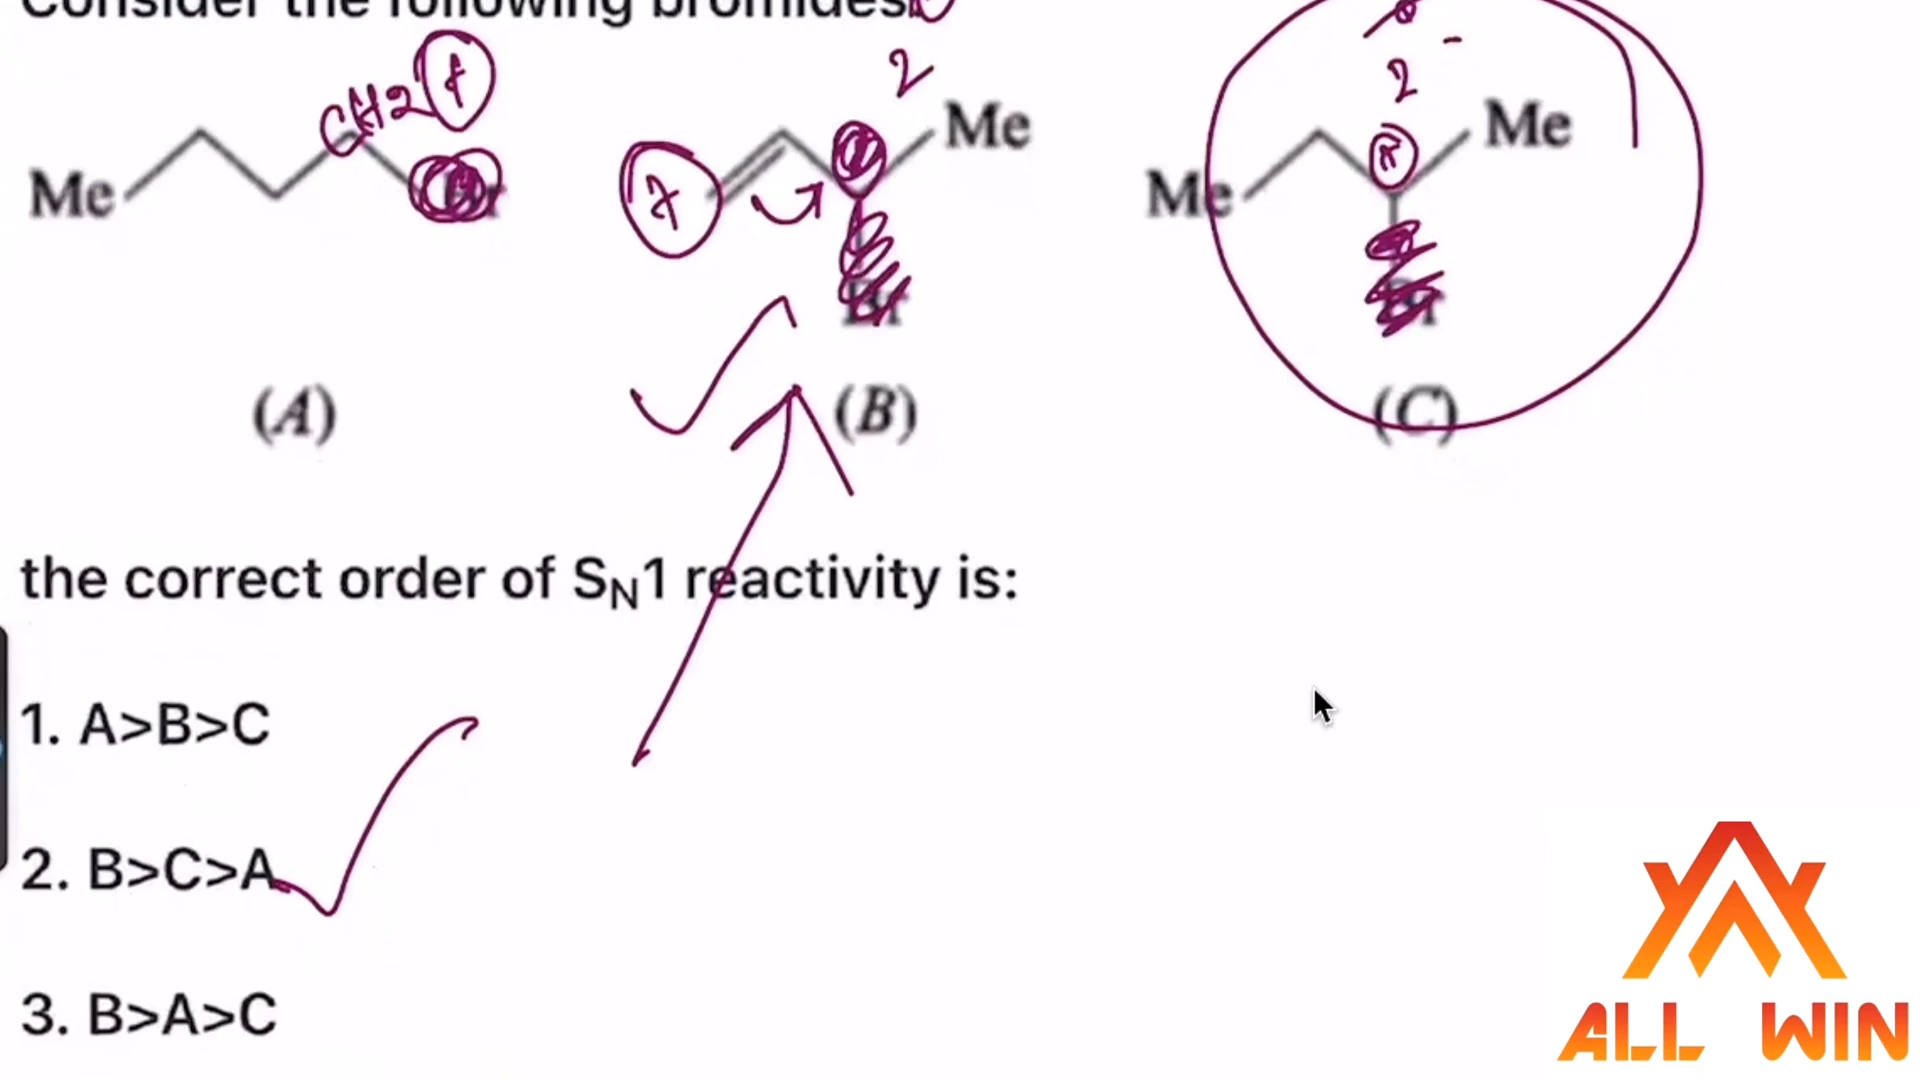 Consider the following bromides
CH2 +
2
2
Me
+
Me
Me
+
Me
Br
Br
Br
(A)
(B)
(C)
the correct order of SN1 reactivity is:
1. A>B>C
2. B>C>A
3. B>A>C
ALL WIN